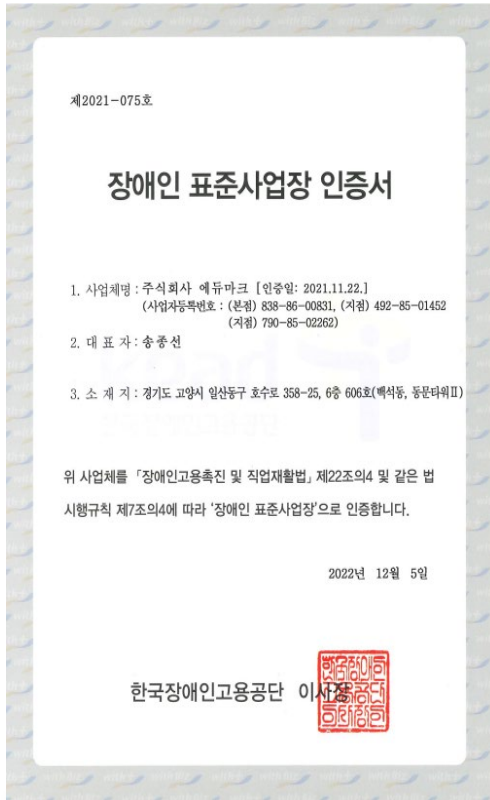 제2021-075호
장애인 표준사업장 인증서
1. 사업체명 : 주식회사 에듀마크 [인증일: 2021.11.22.]
(사업자등록번호 : (본점) 838-86-00831, (지점) 492-85-01452
(지점) 790-85-02262)
2. 대 표 자 : 송종선
3. 소 재 지 : 경기도 고양시 일산동구 호수로 358-25, 6층 606호(백석동, 동문타워Ⅱ)
위 사업체를 「장애인고용촉진 및 직업재활법」 제22조의4 및 같은 법
시행규칙 제7조의4에 따라 '장애인 표준사업장'으로 인증합니다.
2022년 12월 5일
한국장애인고용공단 이사장